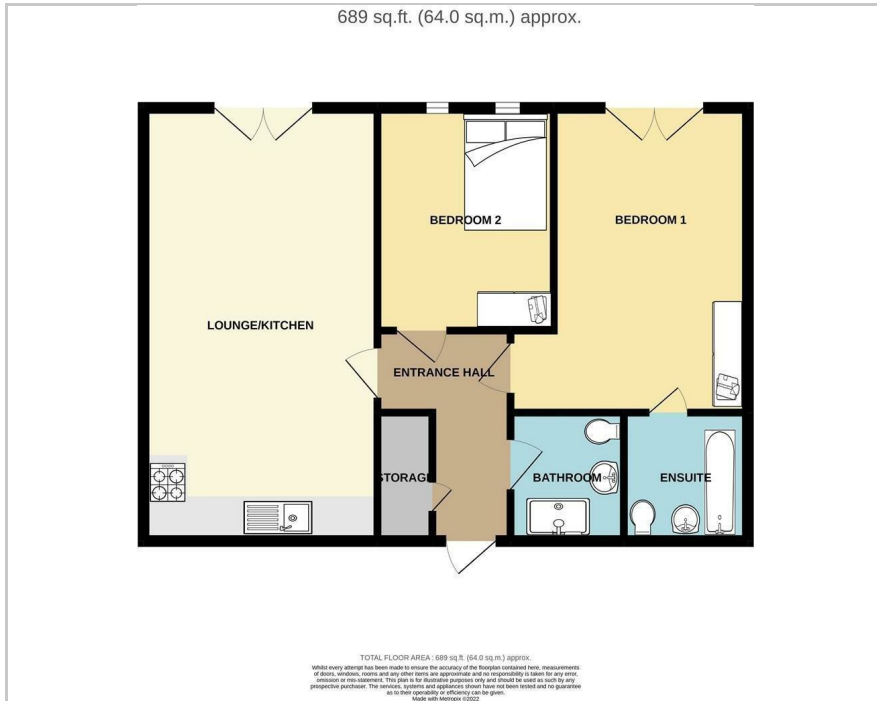 689 sq.ft. (64.0 sq.m.) approx.
BEDROOM 2
BEDROOM 1
LOUNGE/KITCHEN
ENTRANCE HALL
STORAGE
BATHROOM
ENSUITE
TOTAL FLOOR AREA : 689 sq.ft. (64.0 sq.m.) approx.
Whilst every attempt has been made to ensure the accuracy of the floorplan contained here, measurements
of doors, windows, rooms and any other items are approximate and no responsibility is taken for any error,
omission or mis-statement. This plan is for illustrative purposes only and should be used as such by any
prospective purchaser. The services, systems and appliances shown have not been tested and no guarantee
as to their operability or efficiency can be given.
Made with Metropix ©2022